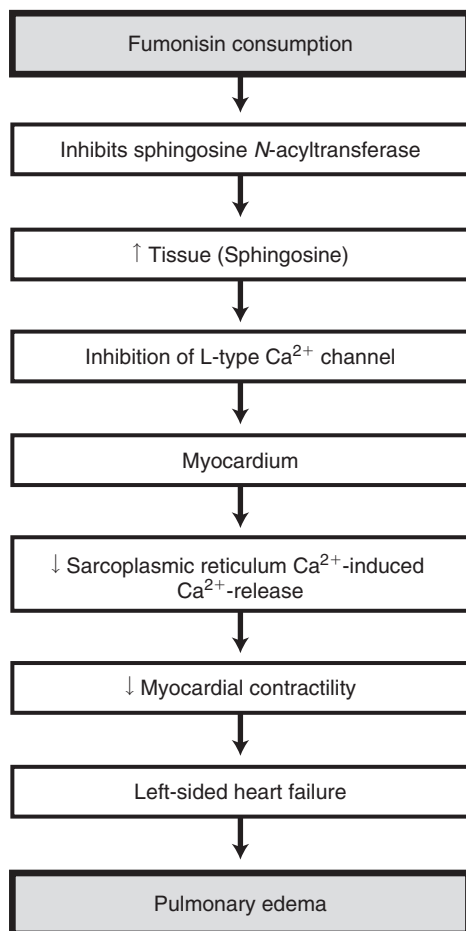 Fumonisin consumption
Inhibits sphingosine N-acyltransferase
↑ Tissue (Sphingosine)
Inhibition of L-type Ca²⁺ channel
Myocardium
↓ Sarcoplasmic reticulum Ca²⁺-induced
Ca²⁺-release
↓ Myocardial contractility
Left-sided heart failure
Pulmonary edema